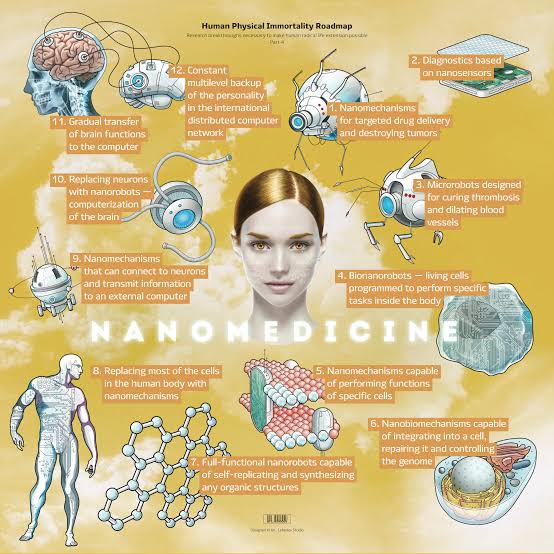 Human Physical Immortality Roadmap
Research breakthroughs necessary to make human radical life extension possible
Part 4
12. Constant
multilevel backup
of the personality
in the international
distributed computer
network
2. Diagnostics based
on nanosensors
1. Nanomechanisms
for targeted drug delivery
and destroying tumors
11. Gradual transfer
of brain functions
to the computer
10. Replacing neurons
with nanorobots —
computerization
of the brain
3. Microrobots designed
for curing thrombosis
and dilating blood
vessels
9. Nanomechanisms
that can connect to neurons
and transmit information
to an external computer
4. Bionanorobots — living cells
programmed to perform specific
tasks inside the body
NANOMEDICINE
8. Replacing most of the cells
in the human body with
nanomechanisms
5. Nanomechanisms capable
of performing functions
of specific cells
6. Nanobiomechanisms capable
of integrating into a cell,
repairing it and controlling
the genome
7. Full-functional nanorobots capable
of self-replicating and synthesizing
any organic structures